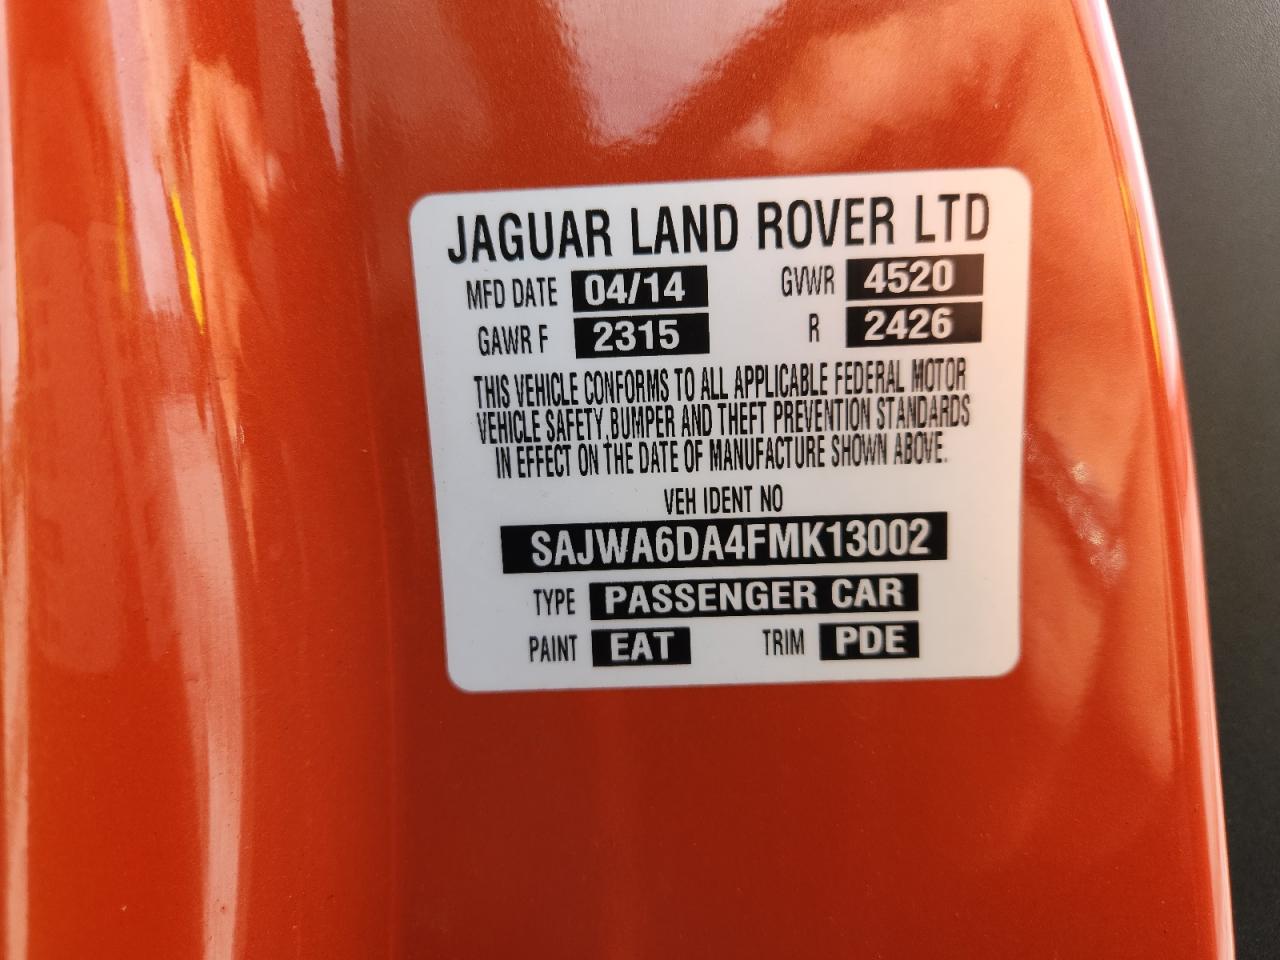 JAGUAR LAND ROVER LTD
MFD DATE 04/14 GVWR 4520
GAWR F 2315 R 2426
THIS VEHICLE CONFORMS TO ALL APPLICABLE FEDERAL MOTOR
VEHICLE SAFETY, BUMPER AND THEFT PREVENTION STANDARDS
IN EFFECT ON THE DATE OF MANUFACTURE SHOWN ABOVE.
VEH IDENT NO
SAJWA6DA4FMK13002
TYPE PASSENGER CAR
PAINT EAT TRIM PDE